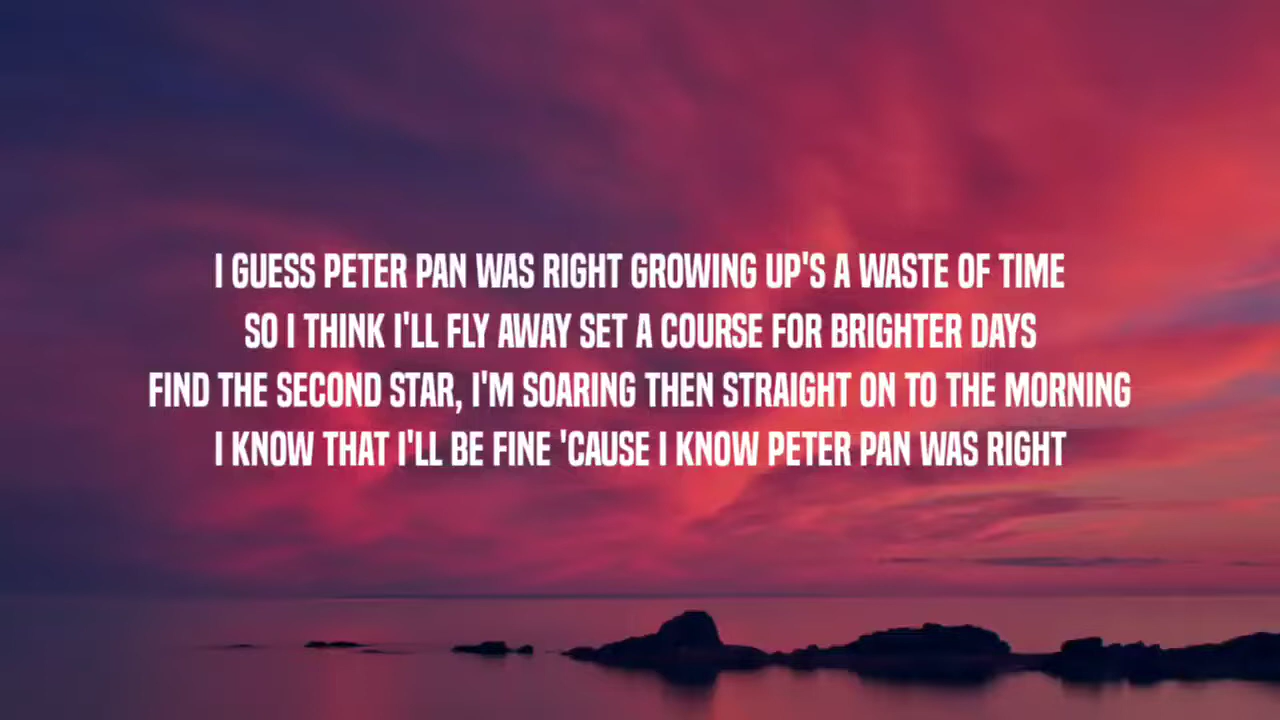 I GUESS PETER PAN WAS RIGHT GROWING UP'S A WASTE OF TIME
SO I THINK I'LL FLY AWAY SET A COURSE FOR BRIGHTER DAYS
FIND THE SECOND STAR, I'M SOARING THEN STRAIGHT ON TO THE MORNING
I KNOW THAT I'LL BE FINE 'CAUSE I KNOW PETER PAN WAS RIGHT